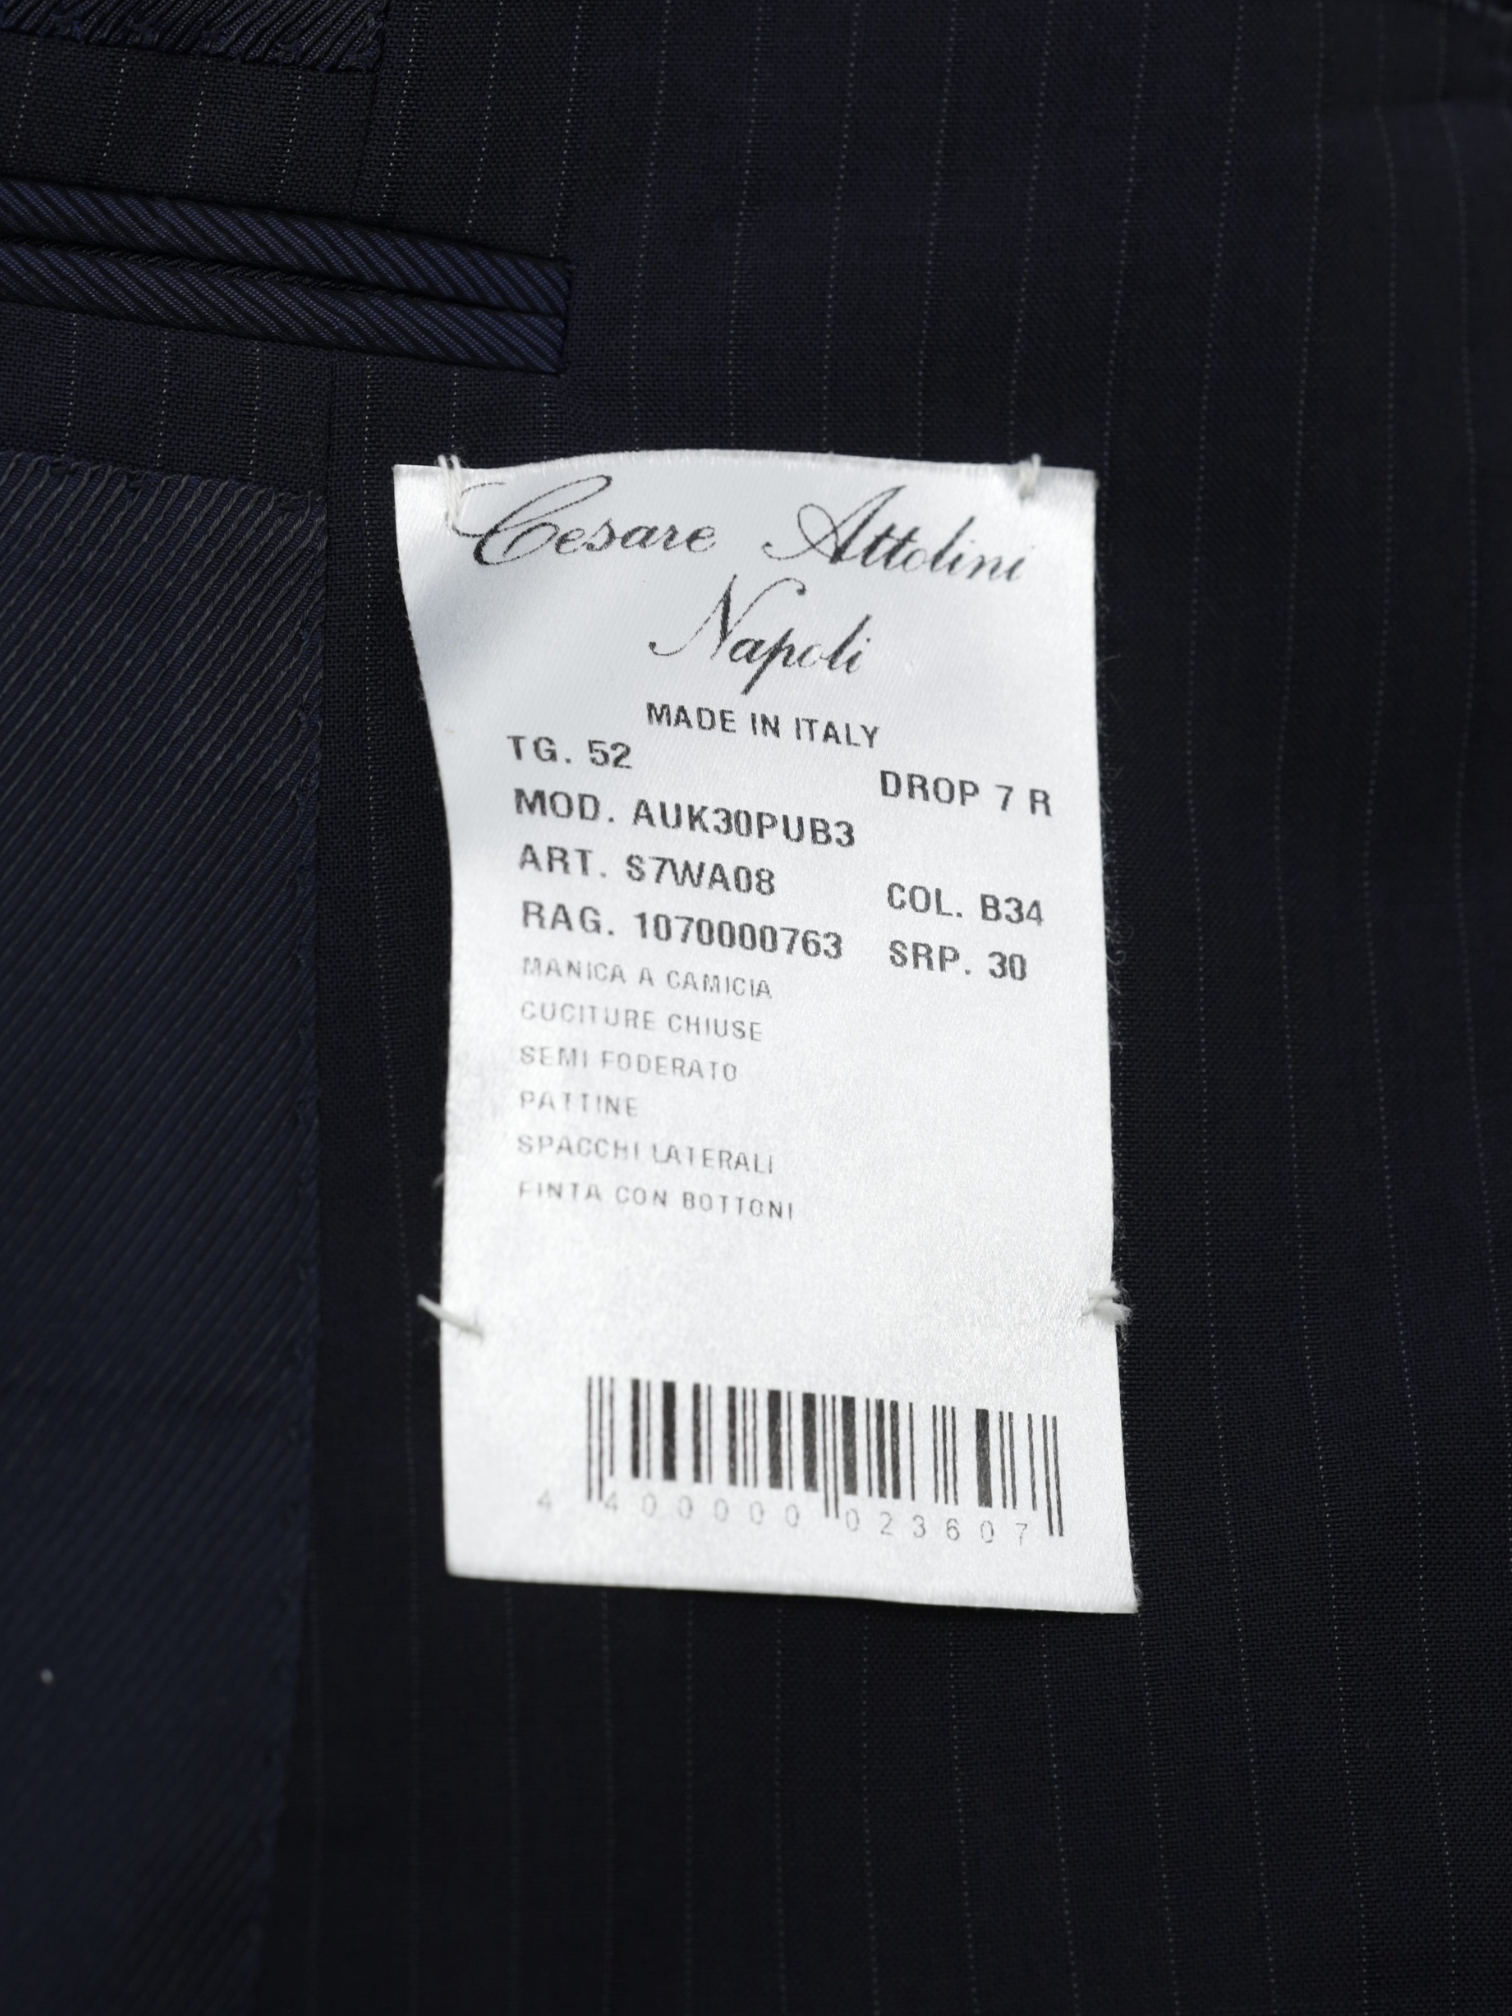 Cesare Attolini
Napoli
MADE IN ITALY
TG. 52 DROP 7 R
MOD. AUK30PUB3
ART. S7WA08 COL. B34
RAG. 1070000763 SRP. 30
MANICA A CAMICIA
CUCITURE CHIUSE
SEMI FODERATO
PATTINE
SPACCHI LATERALI
FINTA CON BOTTONI
4 400000 023607